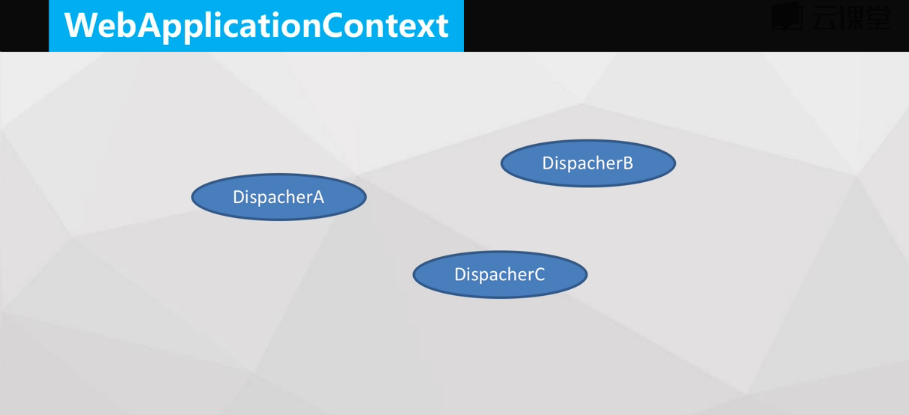 WebApplicationContext
云课堂
DispacherB
DispacherA
DispacherC